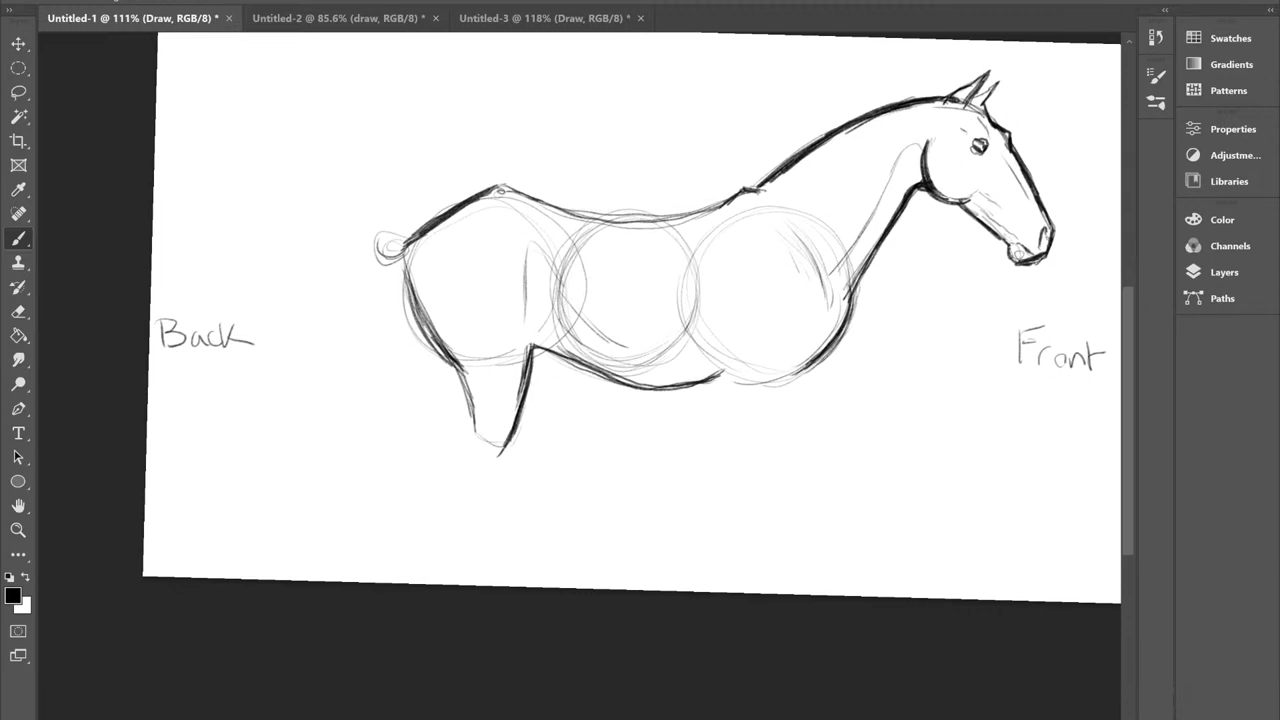 Untitled-1 @ 111% (Draw, RGB/8) *
Untitled-2 @ 85.6% (draw, RGB/8) *
Untitled-3 @ 118% (Draw, RGB/8) *
Swatches
Gradients
Patterns
Properties
Adjustme...
Libraries
Color
Channels
Layers
Paths
Back
Front